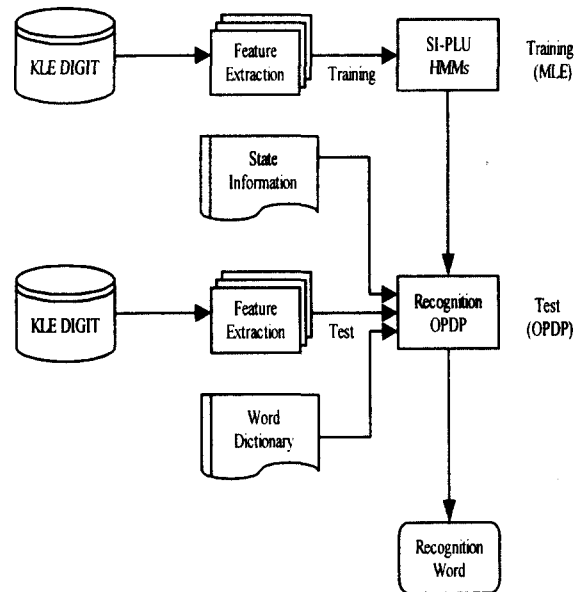 KLE DIGIT
Feature
Extraction
Training
SI-PLU
HMMs
Training
(MLE)
State
Information
KLE DIGIT
Feature
Extraction
Test
Recognition
OPDP
Test
(OPDP)
Word
Dictionary
Recognition
Word